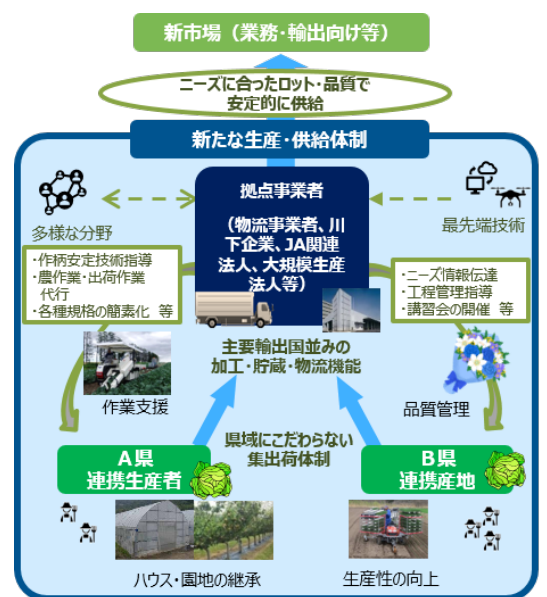 新市場（業務・輸出向け等）
ニーズに合ったロット・品質で
安定的に供給
新たな生産・供給体制
拠点事業者
（物流事業者、川
下企業、JA関連
法人、大規模生産
法人等）
多様な分野
最先端技術
・作柄安定技術指導
・農作業・出荷作業
代行
・各種規格の簡素化　等
・ニーズ情報伝達
・工程管理指導
・講習会の開催　等
主要輸出国並みの
加工・貯蔵・物流機能
作業支援
品質管理
県域にこだわらない
集出荷体制
A県
連携生産者
B県
連携産地
ハウス・園地の継承
生産性の向上